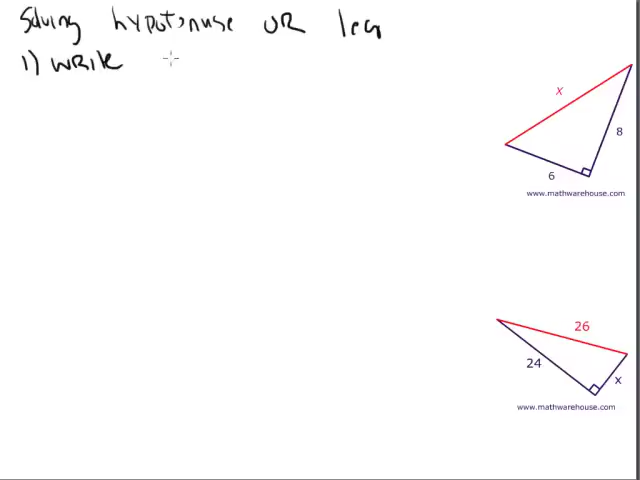 Solving hypotenuse OR leg
1) WRite
x
8
6
www.mathwarehouse.com
26
24
x
www.mathwarehouse.com